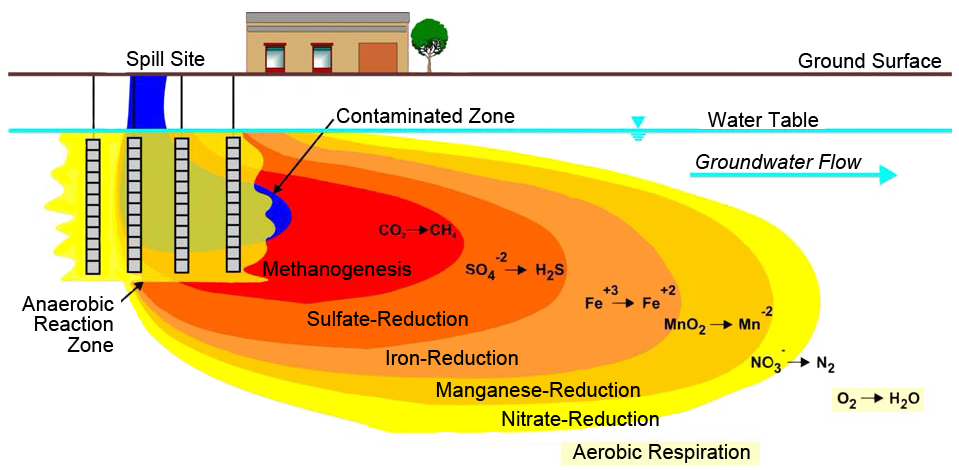 Spill Site
Ground Surface
Contaminated Zone
Water Table
Groundwater Flow
CO₂→CH₄
Methanogenesis
SO₄⁻² → H₂S
Anaerobic
Reaction
Zone
Fe⁺³ → Fe⁺²
Sulfate-Reduction
MnO₂ → Mn⁻²
Iron-Reduction
NO₃⁻ → N₂
Manganese-Reduction
O₂ → H₂O
Nitrate-Reduction
Aerobic Respiration